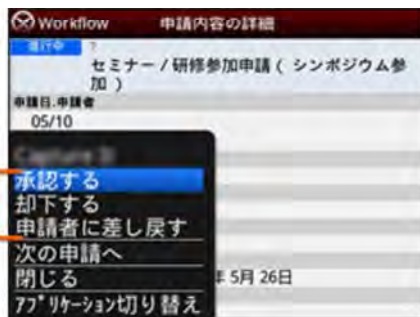 Workflow 申請内容の詳細
進行中 ?
セミナー / 研修参加申請 ( シンポジウム参
加 )
申請日.申請者
05/10
承認する
却下する
申請者に差し戻す
次の申請へ
閉じる
5月 26日
ｱﾌﾟﾘｹｰｼｮﾝ切り替え